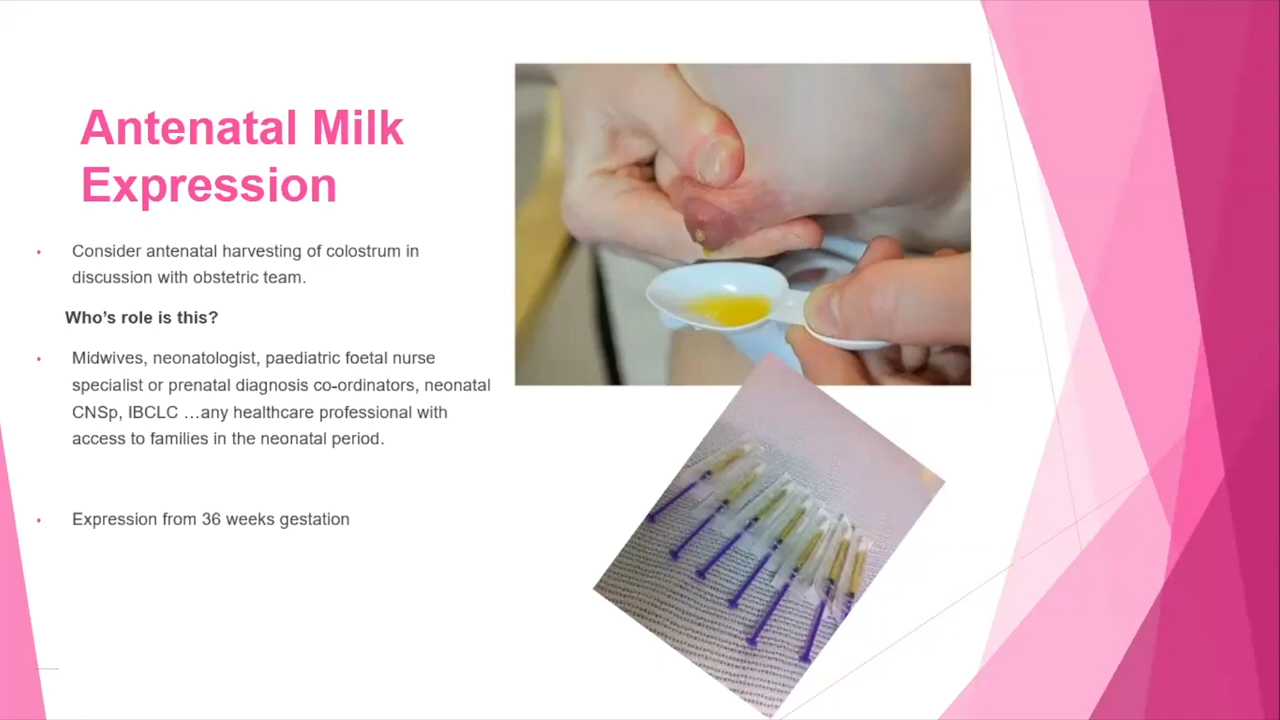 Antenatal Milk
Expression
• Consider antenatal harvesting of colostrum in
discussion with obstetric team.
Who’s role is this?
• Midwives, neonatologist, paediatric foetal nurse
specialist or prenatal diagnosis co-ordinators, neonatal
CNSp, IBCLC …any healthcare professional with
access to families in the neonatal period.
• Expression from 36 weeks gestation